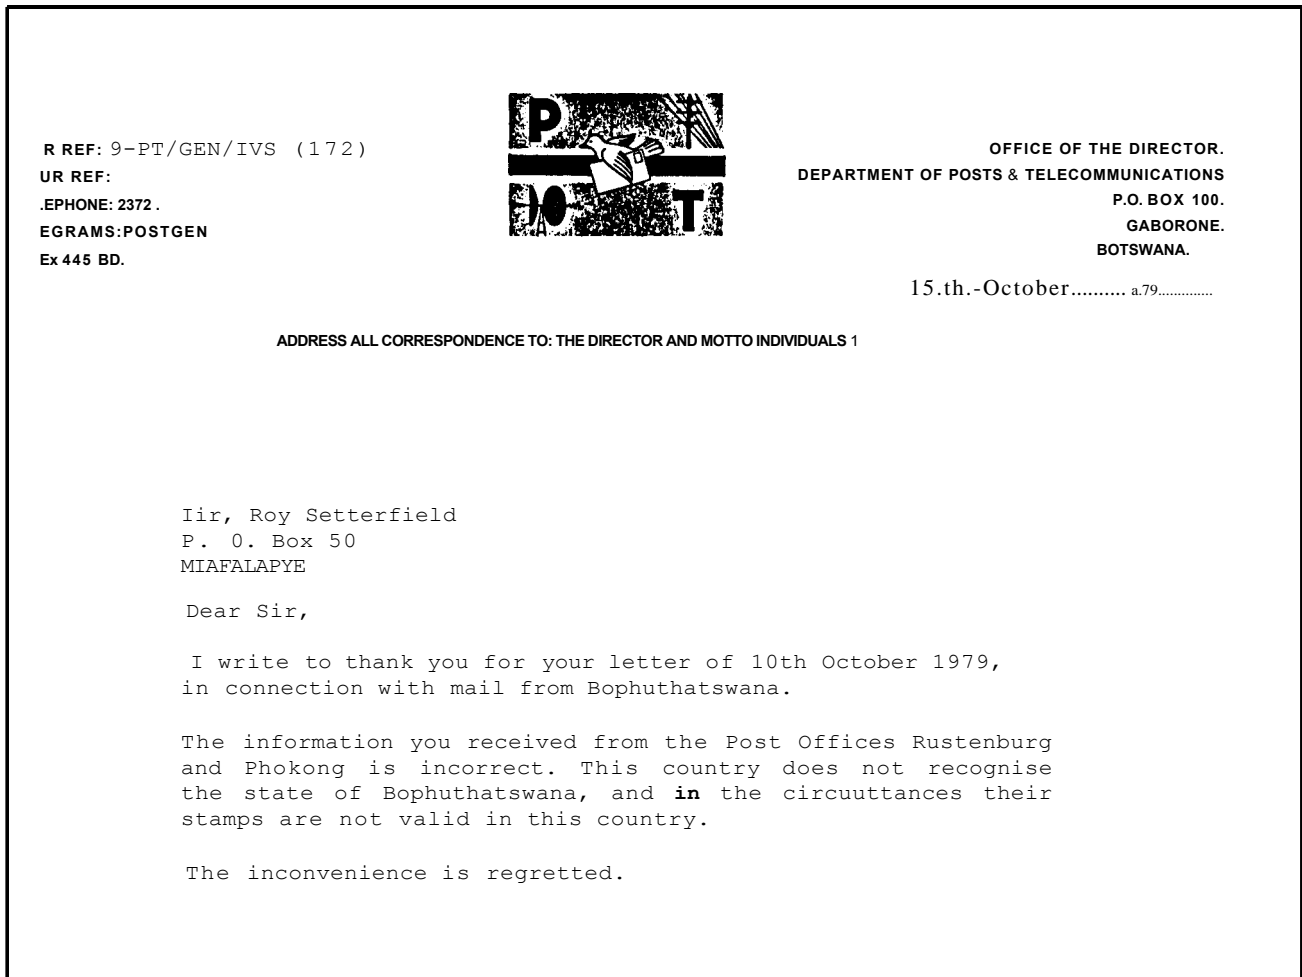 R REF: 9-PT/GEN/IVS (172)
UR REF:
.EPHONE: 2372 .
EGRAMS:POSTGEN
Ex 445 BD.
P
O T
OFFICE OF THE DIRECTOR.
DEPARTMENT OF POSTS & TELECOMMUNICATIONS
P.O. BOX 100.
GABORONE.
BOTSWANA.
15.th.-October.......... a.79..............
ADDRESS ALL CORRESPONDENCE TO: THE DIRECTOR AND MOTTO INDIVIDUALS 1
Iir, Roy Setterfield
P. 0. Box 50
MIAFALAPYE
Dear Sir,
I write to thank you for your letter of 10th October 1979,
in connection with mail from Bophuthatswana.
The information you received from the Post Offices Rustenburg
and Phokong is incorrect. This country does not recognise
the state of Bophuthatswana, and in the circuuttances their
stamps are not valid in this country.
The inconvenience is regretted.